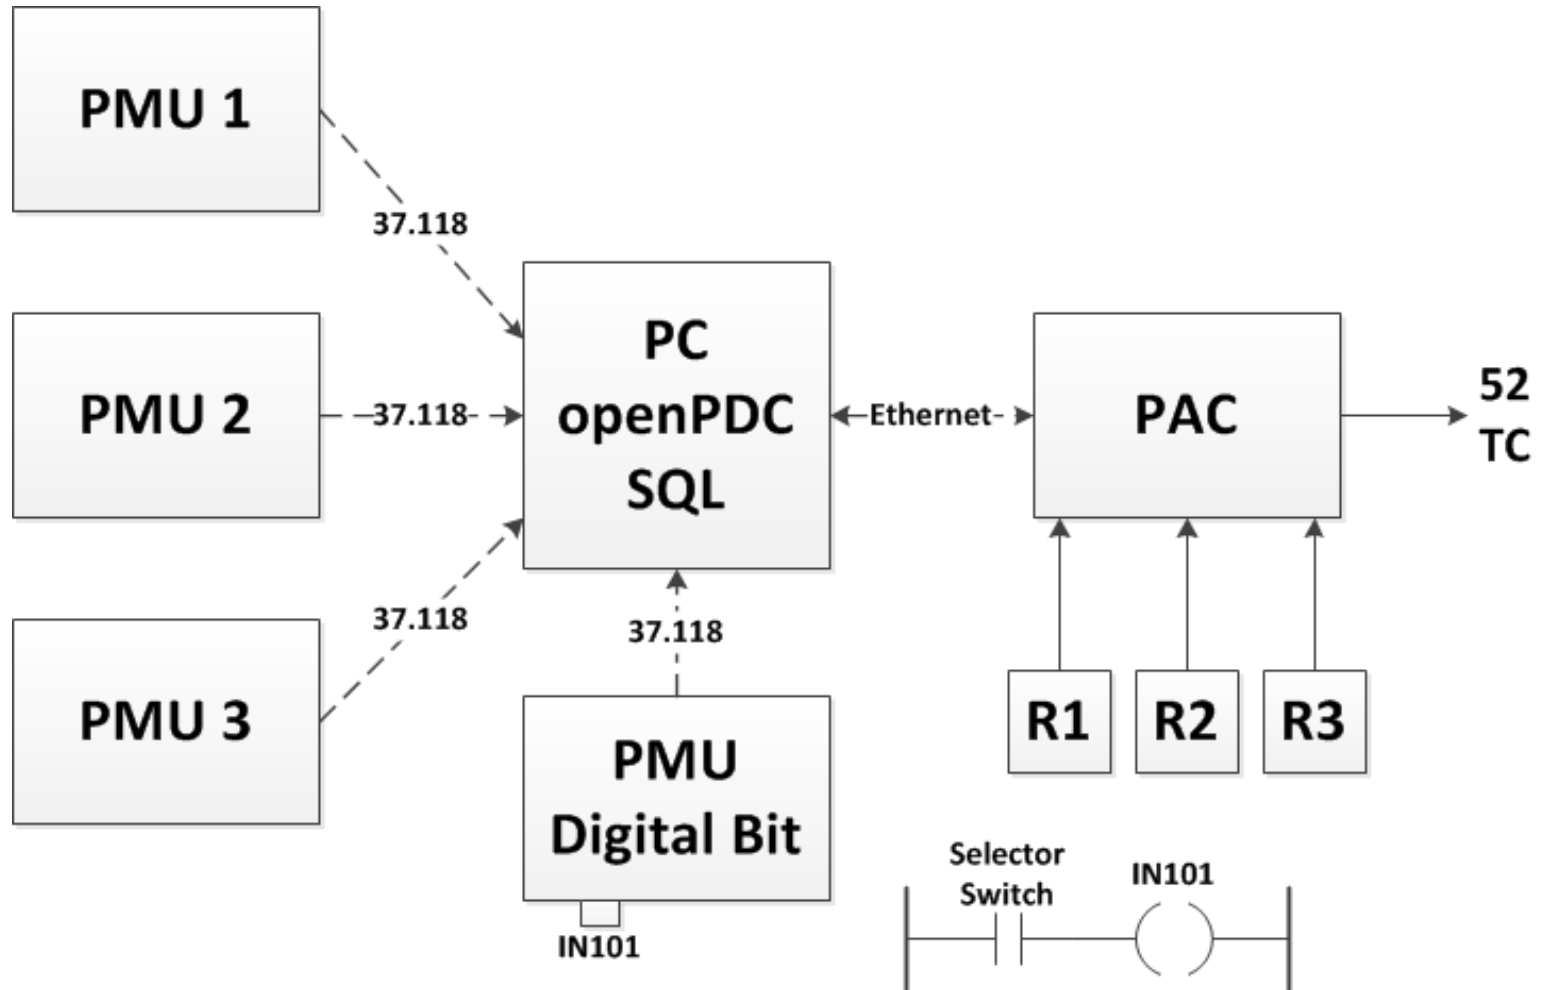 PMU 1
37.118
PMU 2
37.118
PMU 3
37.118
PC
openPDC
SQL
Ethernet
PAC
52
TC
37.118
PMU
Digital Bit
IN101
R1
R2
R3
Selector
Switch
IN101